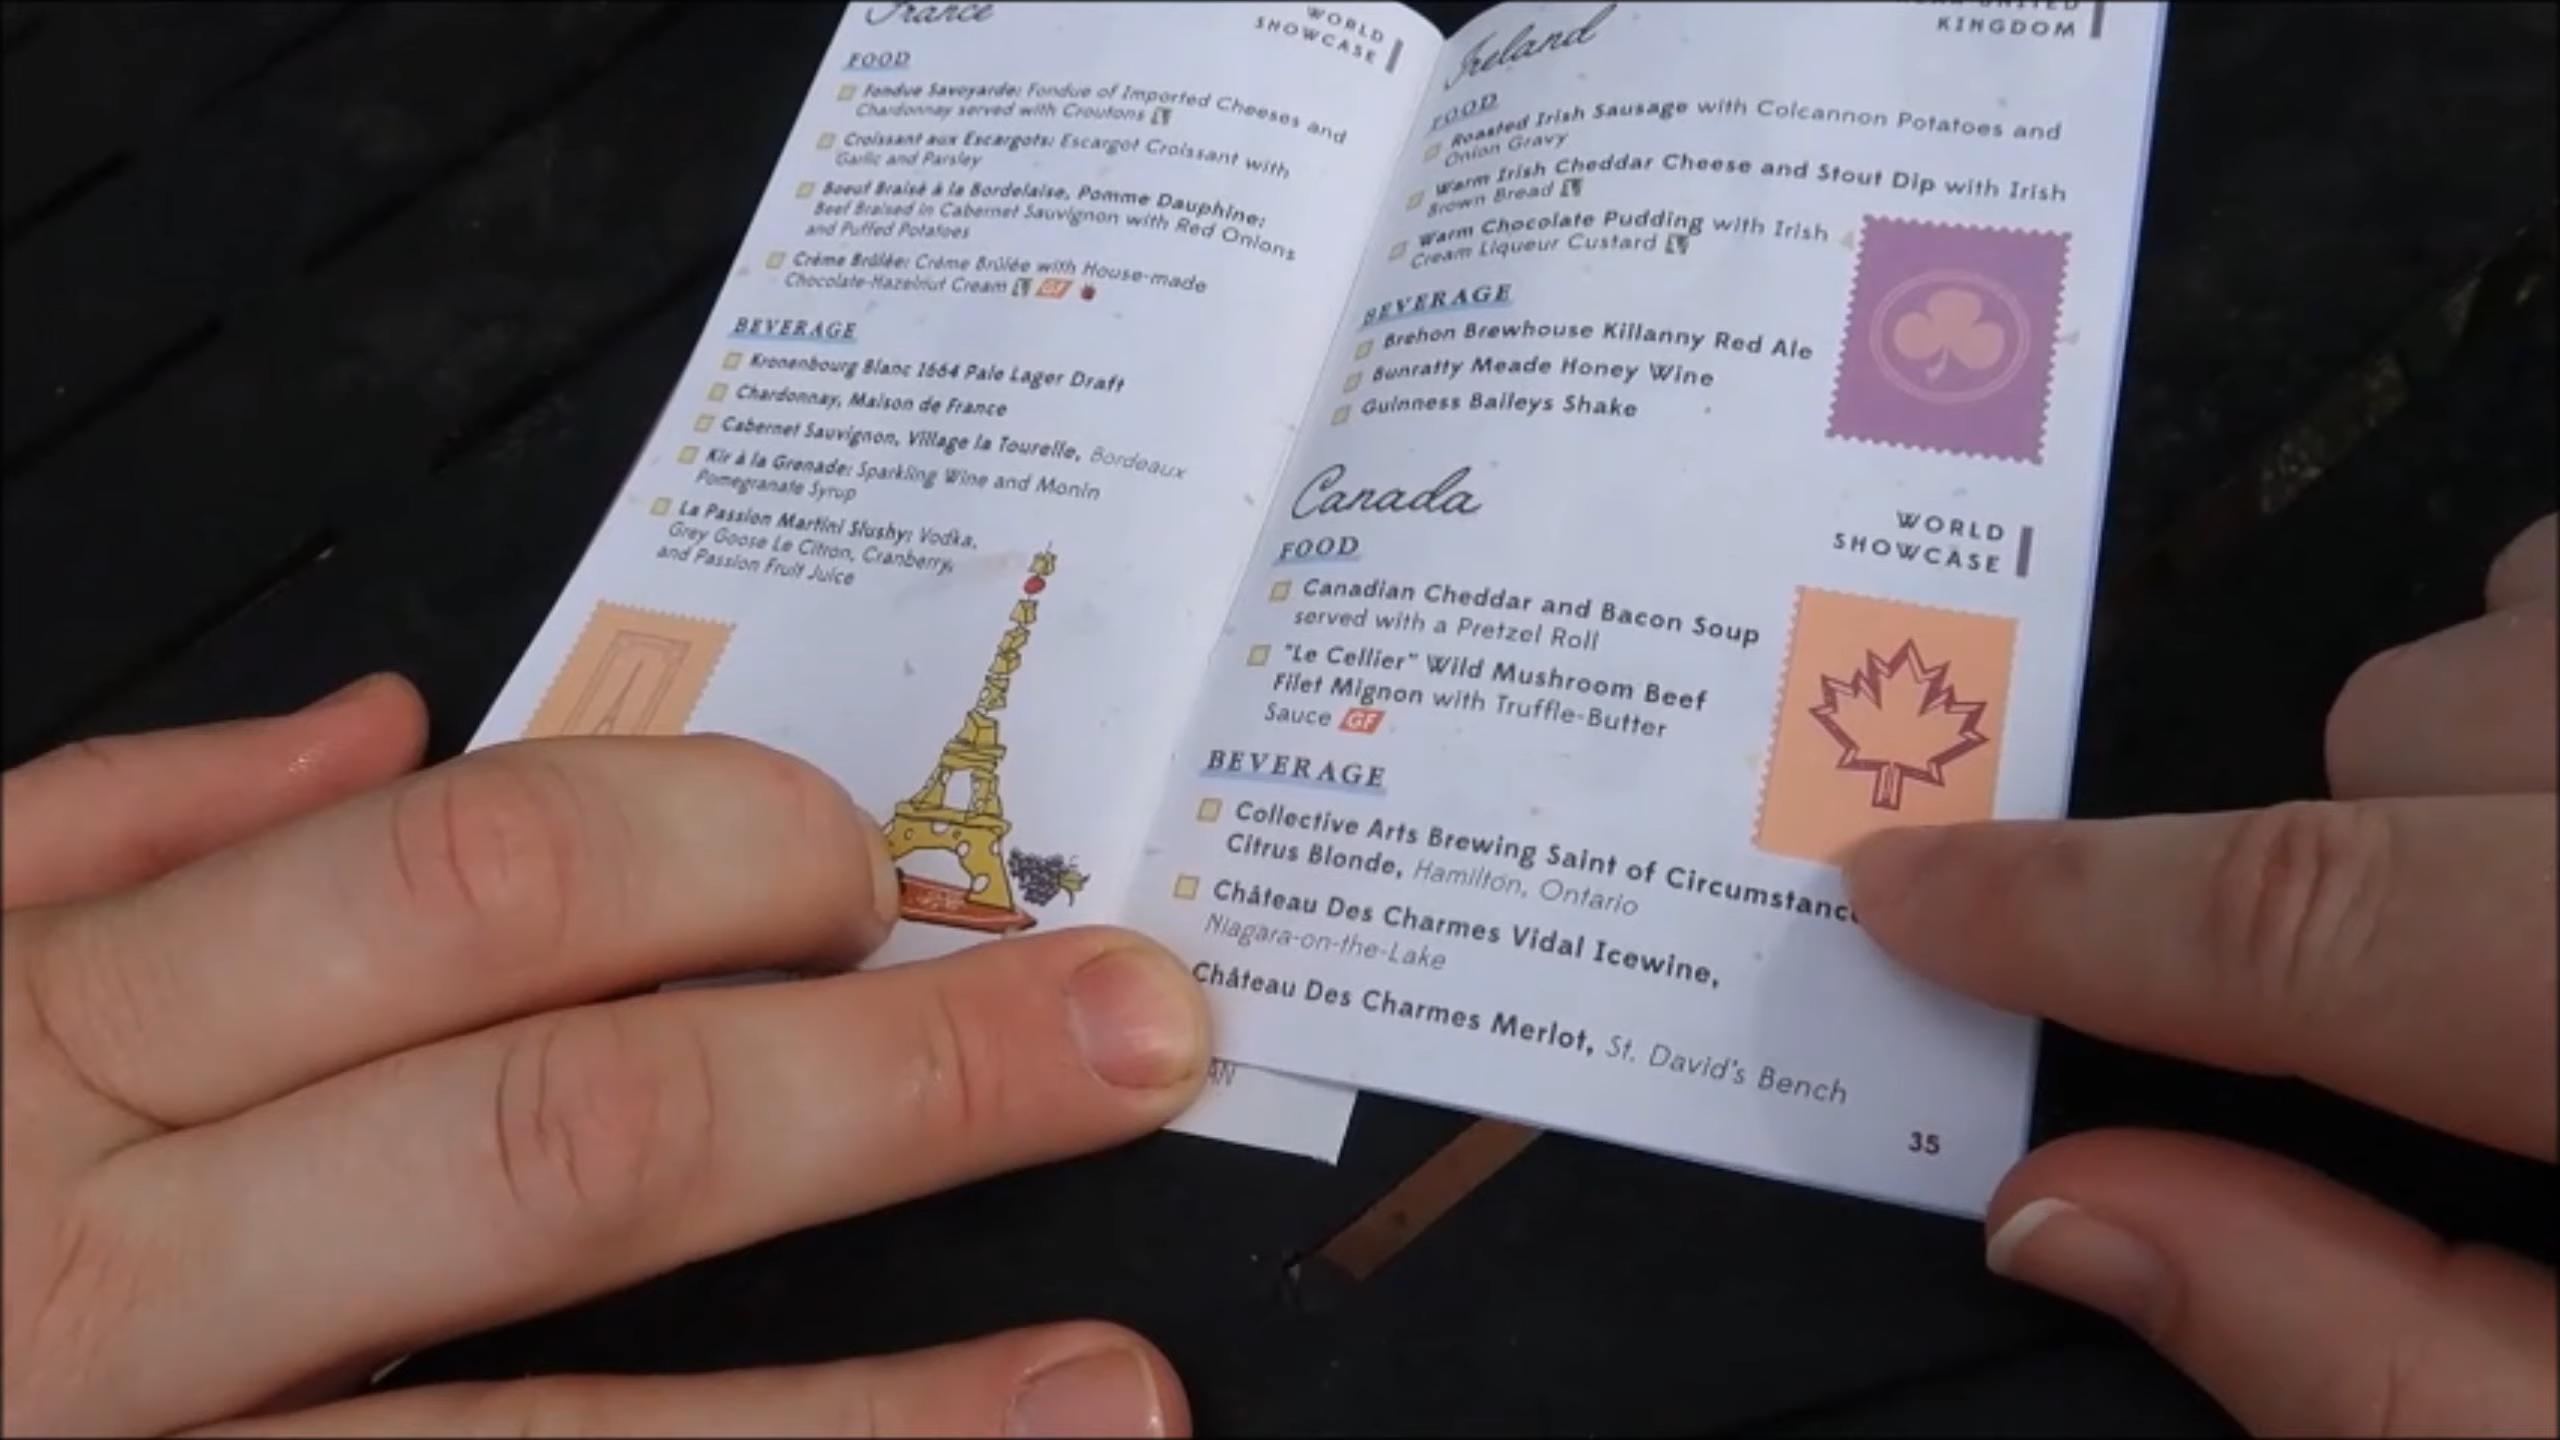 France
WORLD
SHOWCASE
FOOD
Fondue Savoyarde: Fondue of Imported Cheeses and
Chardonnay served with Croutons
Croissant aux Escargots: Escargot Croissant with
Garlic and Parsley
Boeuf Braisé à la Bordelaise, Pomme Dauphine:
Beef Braised in Cabernet Sauvignon with Red Onions
and Puffed Potatoes
Crème Brûlée: Crème Brûlée with House-made
Chocolate-Hazelnut Cream GF
BEVERAGE
Kronenbourg Blanc 1664 Pale Lager Draft
Chardonnay, Maison de France
Cabernet Sauvignon, Village la Tourelle, Bordeaux
Kir à la Grenade: Sparkling Wine and Monin
Pomegranate Syrup
La Passion Martini Slushy: Vodka,
Grey Goose Le Citron, Cranberry,
and Passion Fruit Juice
Ireland
UNITED
KINGDOM
FOOD
Roasted Irish Sausage with Colcannon Potatoes and
Onion Gravy
Warm Irish Cheddar Cheese and Stout Dip with Irish
Brown Bread
Warm Chocolate Pudding with Irish
Cream Liqueur Custard
BEVERAGE
Brehon Brewhouse Killanny Red Ale
Bunratty Meade Honey Wine
Guinness Baileys Shake
Canada
WORLD
SHOWCASE
FOOD
Canadian Cheddar and Bacon Soup
served with a Pretzel Roll
"Le Cellier" Wild Mushroom Beef
Filet Mignon with Truffle-Butter
Sauce GF
BEVERAGE
Collective Arts Brewing Saint of Circumstance
Citrus Blonde, Hamilton, Ontario
Château Des Charmes Vidal Icewine,
Niagara-on-the-Lake
Château Des Charmes Merlot, St. David's Bench
35